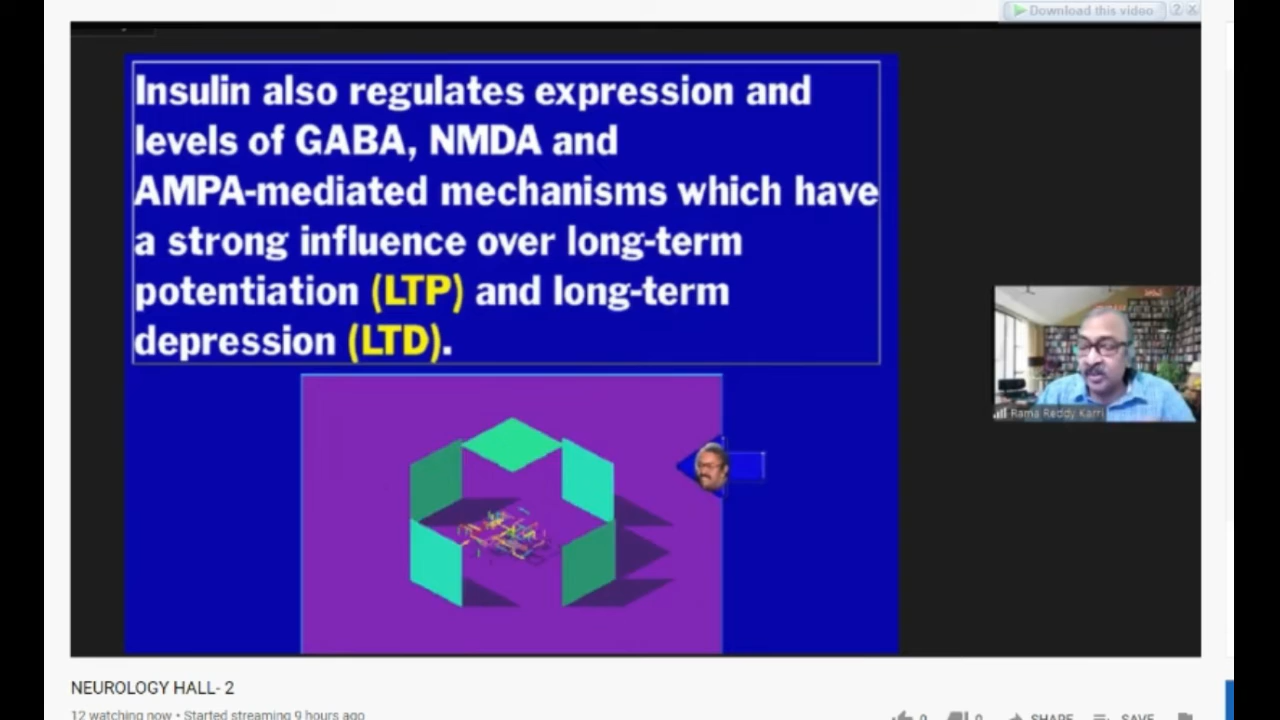 Download this video ? X
Insulin also regulates expression and
levels of GABA, NMDA and
AMPA-mediated mechanisms which have
a strong influence over long-term
potentiation (LTP) and long-term
depression (LTD).
Rama Reddy Karri
NEUROLOGY HALL- 2
12 watching now • Started streaming 9 hours ago
0 0 SHARE SAVE